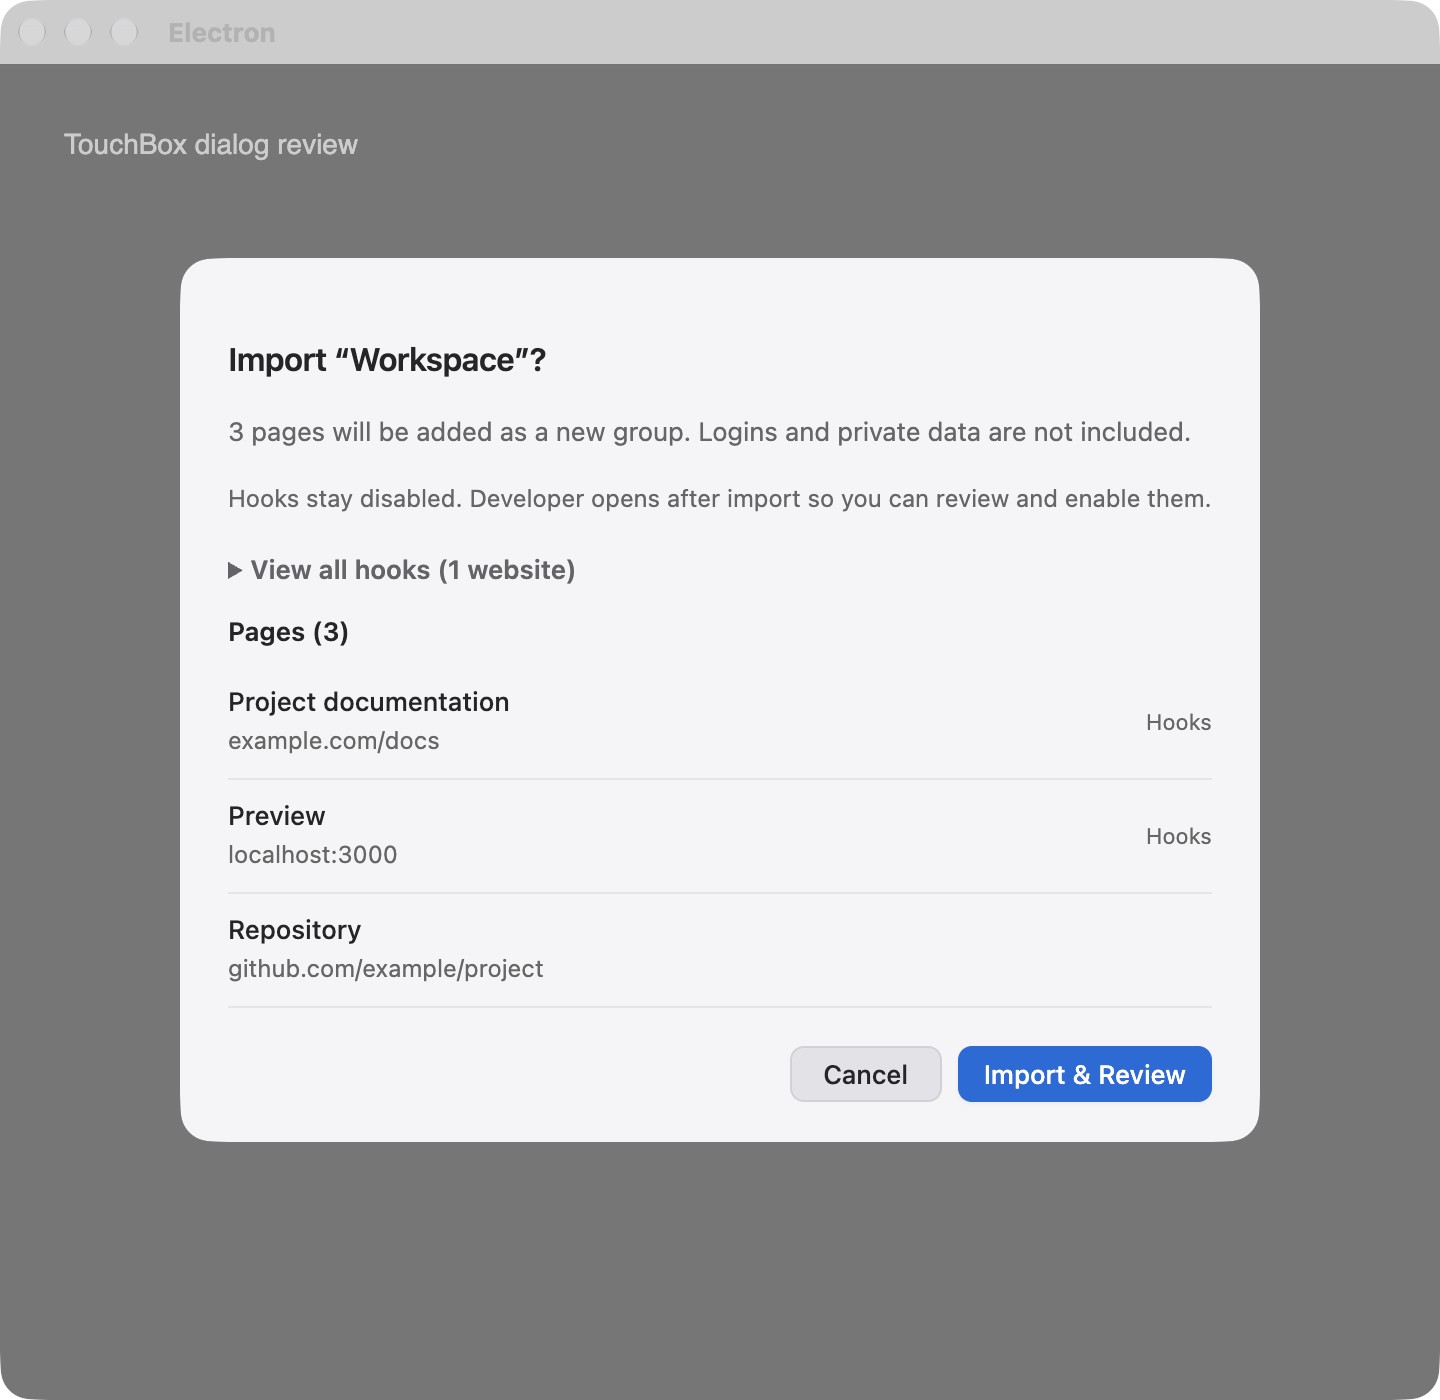 Electron
TouchBox dialog review
Import “Workspace”?
3 pages will be added as a new group. Logins and private data are not included.
Hooks stay disabled. Developer opens after import so you can review and enable them.
View all hooks (1 website)
Pages (3)
Project documentation
example.com/docs
Hooks
Preview
localhost:3000
Hooks
Repository
github.com/example/project
Cancel
Import & Review